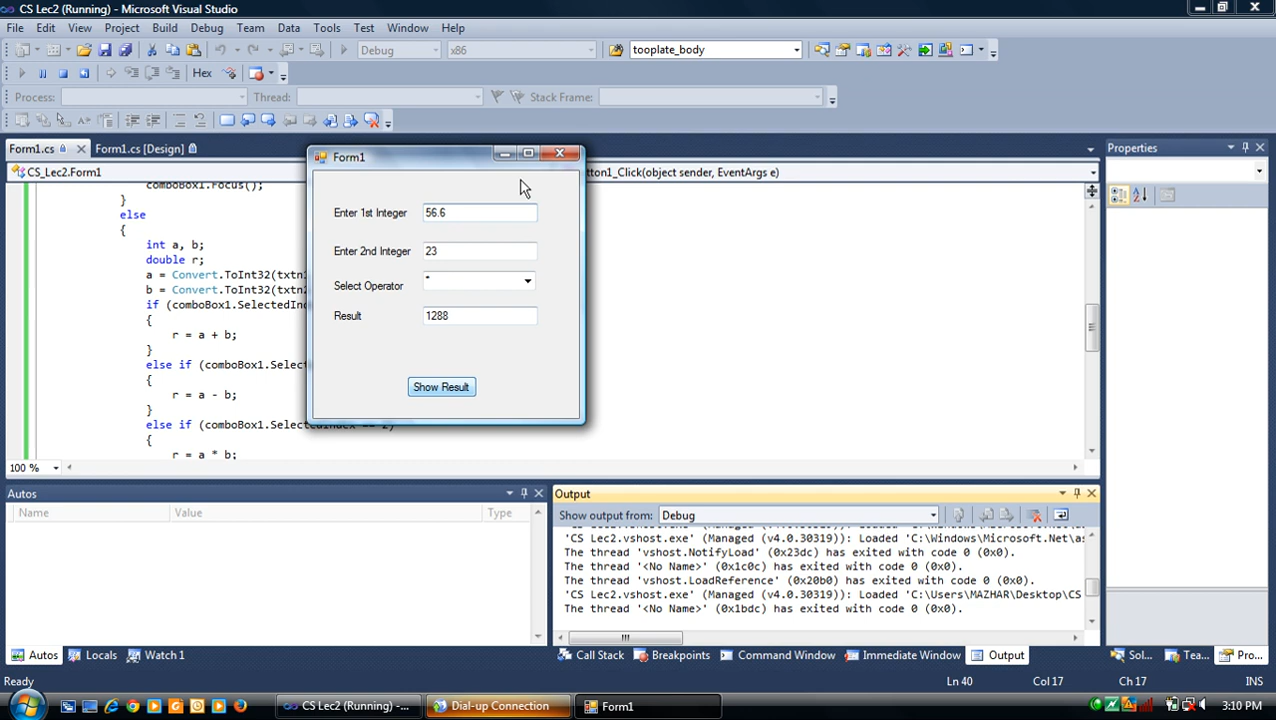 CS Lec2 (Running) - Microsoft Visual Studio
File Edit View Project Build Debug Team Data Tools Test Window Help
Debug x86 tooplate_body
Hex
Process: Thread: Stack Frame:
Form1.cs Form1.cs [Design]
CS_Lec2.Form1 tton1_Click(object sender, EventArgs e)
comboBox1.Focus();
}
else
{
int a, b;
double r;
a = Convert.ToInt32(txtn
b = Convert.ToInt32(txtn
if (comboBox1.SelectedIn
{
r = a + b;
}
else if (comboBox1.Select
{
r = a - b;
}
else if (comboBox1.SelectedIndex == 2)
{
r = a * b;
100 %
Form1
Enter 1st Integer 56.6
Enter 2nd Integer 23
Select Operator *
Result 1288
Show Result
Properties
Autos
Name Value Type
Output
Show output from: Debug
'CS Lec2.vshost.exe' (Managed (v4.0.30319)): Loaded 'C:\Windows\Microsoft.Net\as
The thread 'vshost.NotifyLoad' (0x23dc) has exited with code 0 (0x0).
The thread '<No Name>' (0x1c0c) has exited with code 0 (0x0).
The thread 'vshost.LoadReference' (0x20b0) has exited with code 0 (0x0).
'CS Lec2.vshost.exe' (Managed (v4.0.30319)): Loaded 'C:\Users\MAZHAR\Desktop\CS
The thread '<No Name>' (0x1bdc) has exited with code 0 (0x0).
Autos Locals Watch 1 Call Stack Breakpoints Command Window Immediate Window Output Sol... Tea... Pro...
Ready Ln 40 Col 17 Ch 17 INS
CS Lec2 (Running) - ... Dial-up Connection Form1 3:10 PM